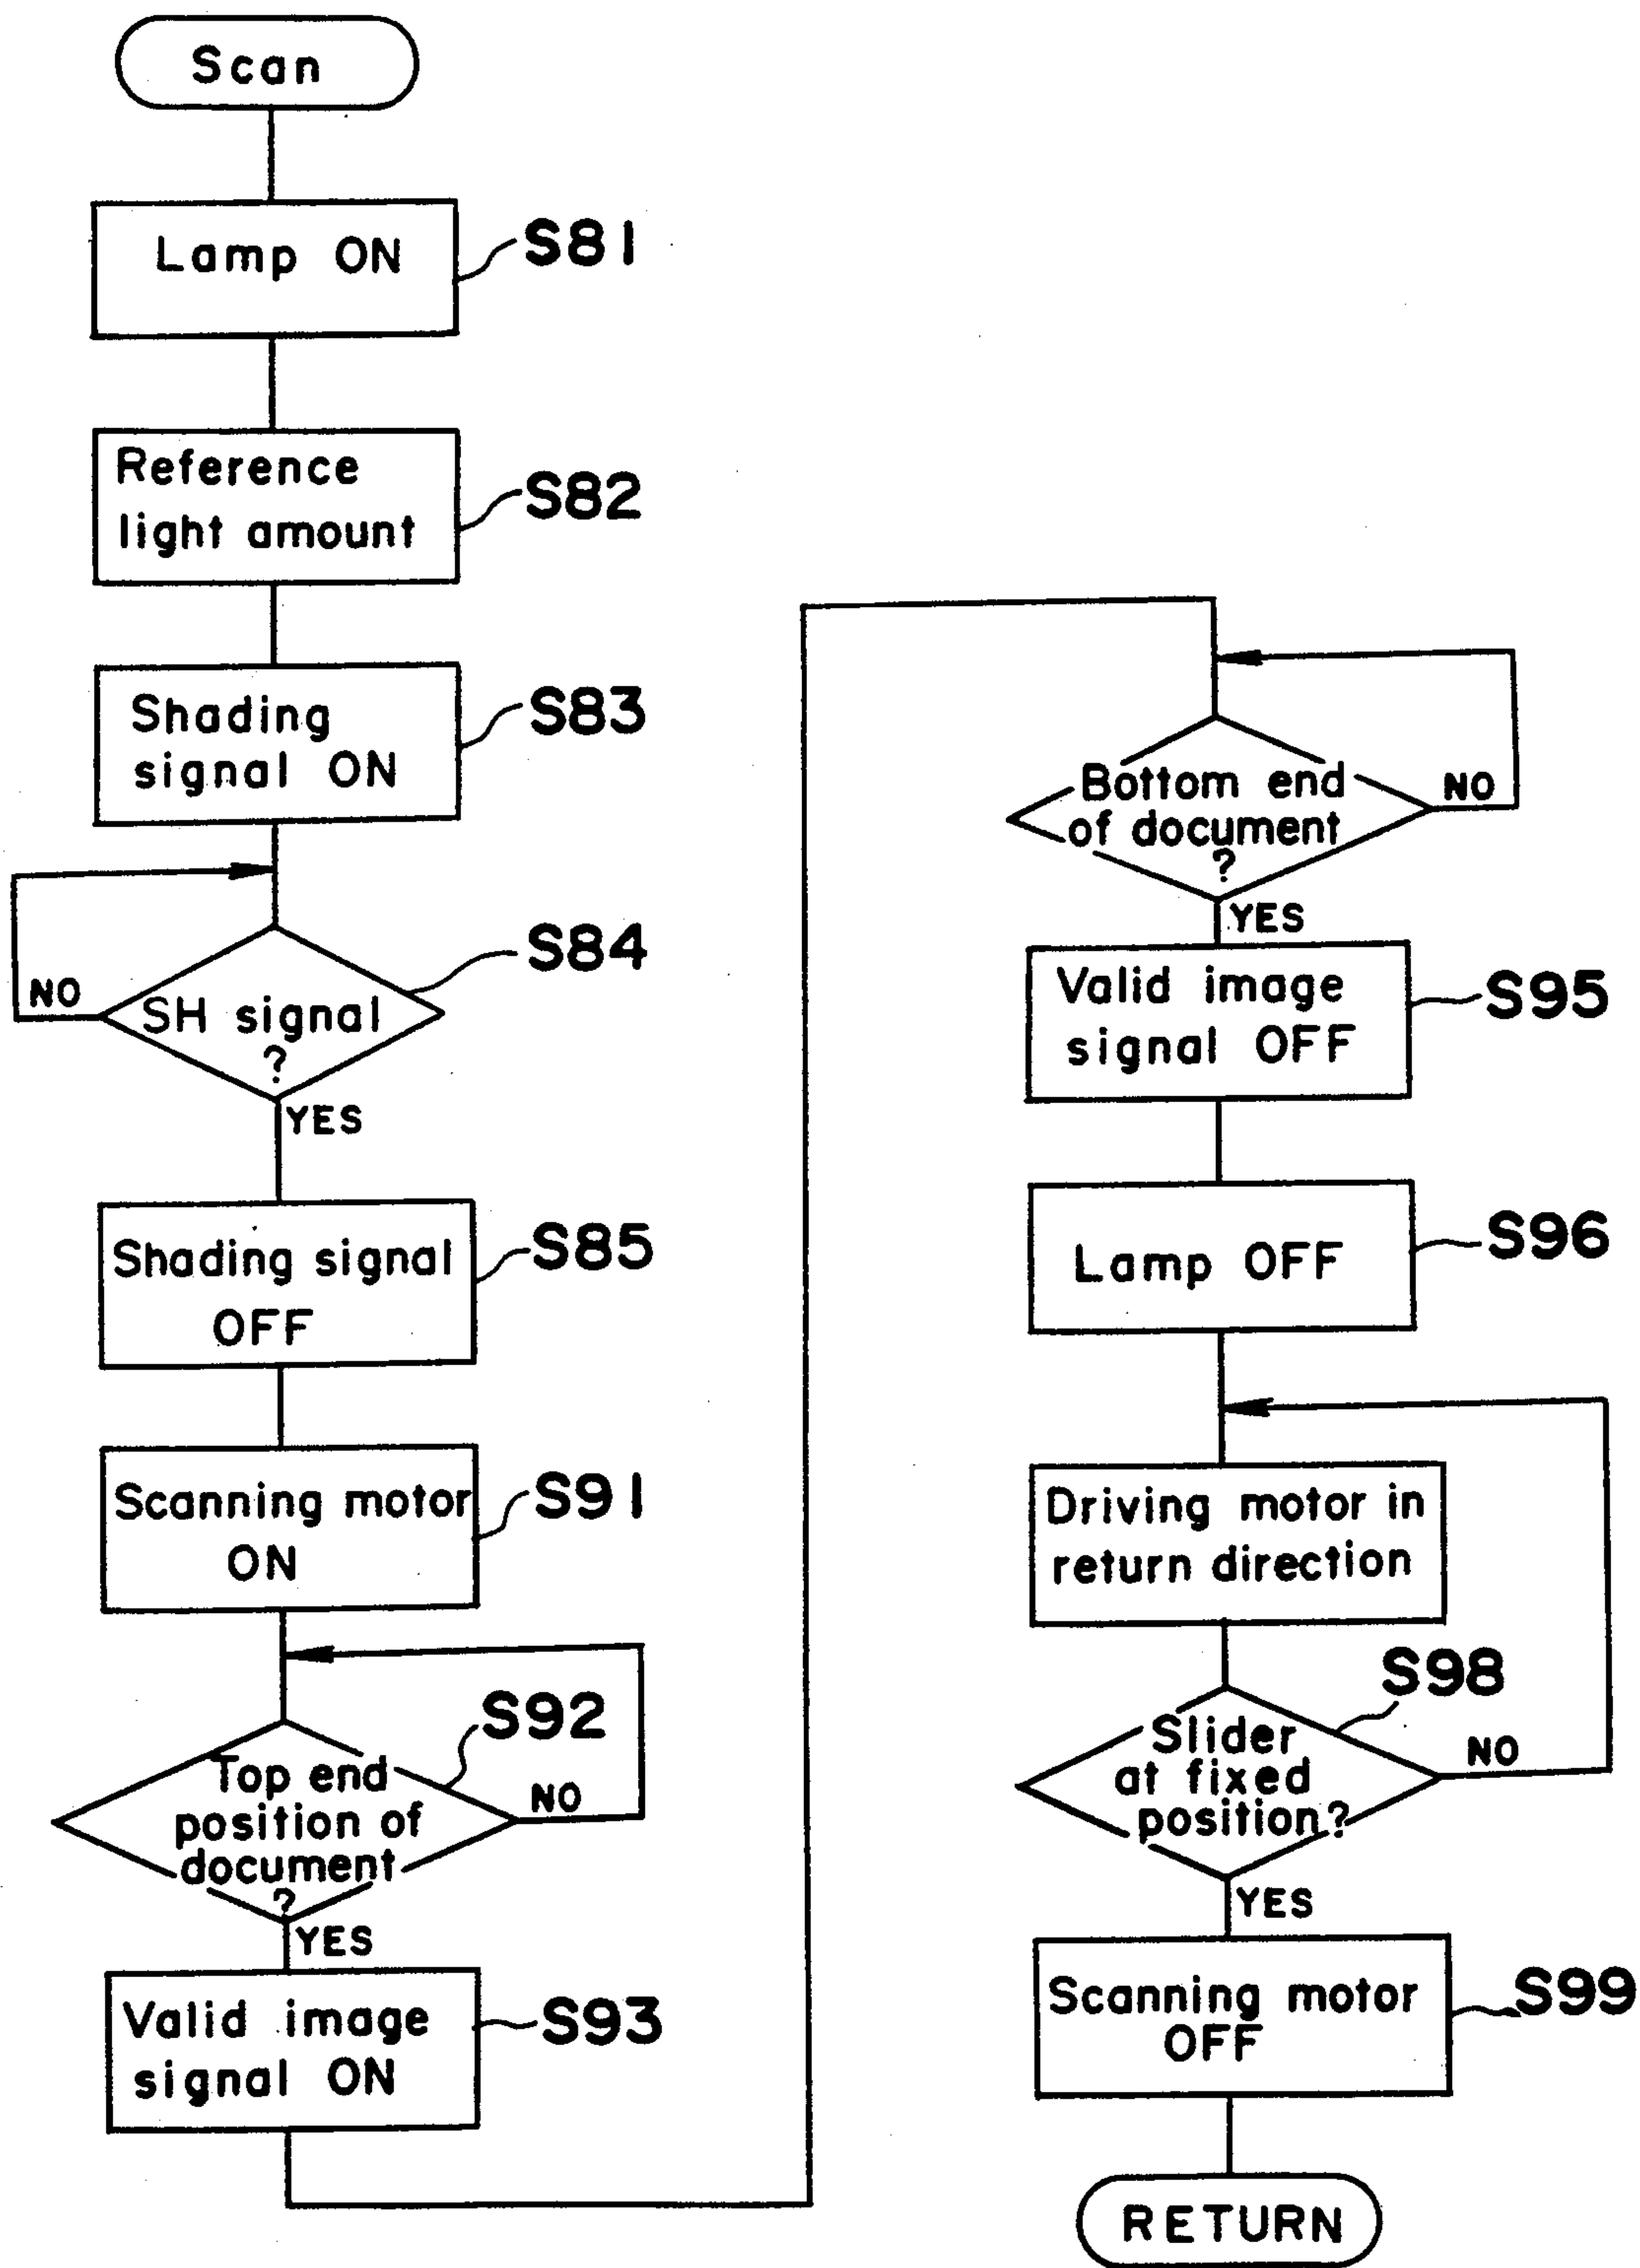 Scan
Lamp ON
S81
Reference
light amount
S82
Shading
signal ON
S83
SH signal
?
S84
NO
YES
Shading signal
OFF
S85
Scanning motor
ON
S91
Top end
position of
document
?
S92
NO
YES
Valid image
signal ON
S93
Bottom end
of document
?
NO
YES
Valid image
signal OFF
S95
Lamp OFF
S96
Driving motor in
return direction
Slider
at fixed
position?
S98
NO
YES
Scanning motor
OFF
S99
RETURN